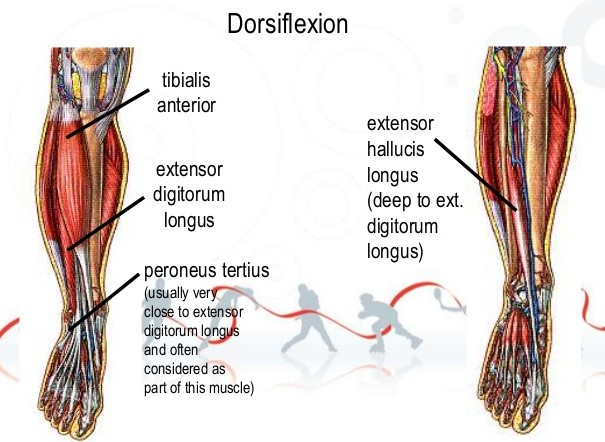 Dorsiflexion
tibialis
anterior
extensor
digitorum
longus
peroneus tertius
(usually very
close to extensor
digitorum longus
and often
considered as
part of this muscle)
extensor
hallucis
longus
(deep to ext.
digitorum
longus)